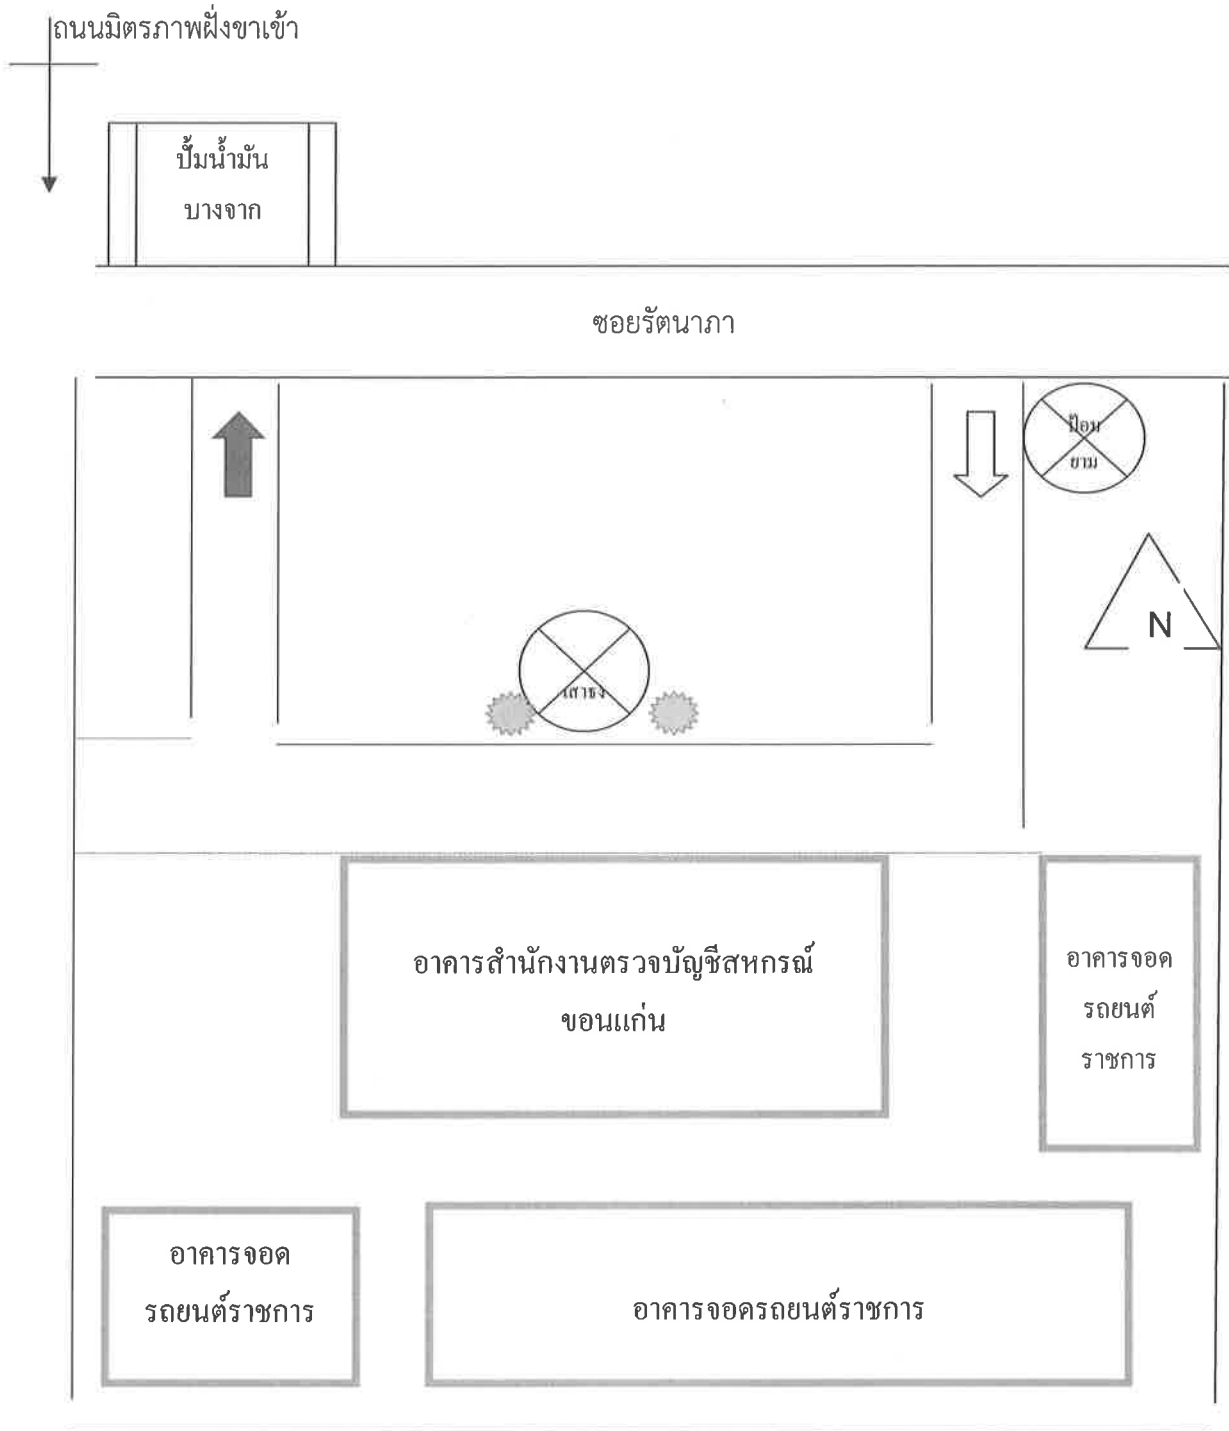 ถนนมิตรภาพฝั่งขาเข้า
ปั้มน้ำมัน
บางจาก
ซอยรัตนาภา
ป้อม
ยาม
N
เสาธง
อาคารสำนักงานตรวจบัญชีสหกรณ์
ขอนแก่น
อาคารจอด
รถยนต์
ราชการ
อาคารจอด
รถยนต์ราชการ
อาคารจอดรถยนต์ราชการ